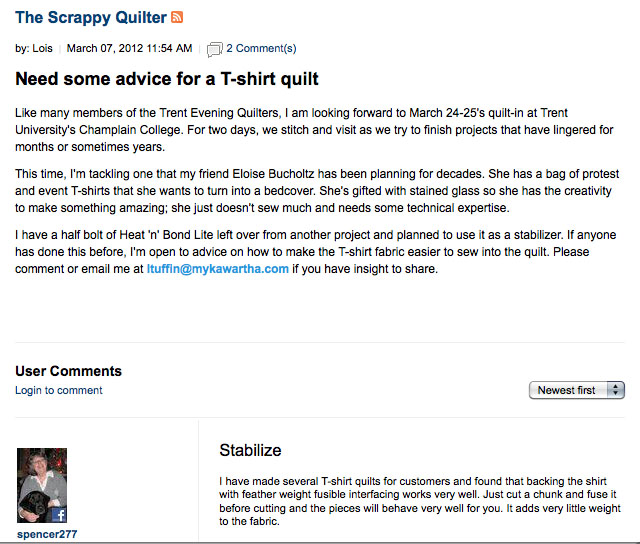 The Scrappy Quilter
by: Lois | March 07, 2012 11:54 AM | 2 Comment(s)
Need some advice for a T-shirt quilt
Like many members of the Trent Evening Quilters, I am looking forward to March 24-25's quilt-in at Trent
University's Champlain College. For two days, we stitch and visit as we try to finish projects that have lingered for
months or sometimes years.
This time, I'm tackling one that my friend Eloise Bucholtz has been planning for decades. She has a bag of protest
and event T-shirts that she wants to turn into a bedcover. She's gifted with stained glass so she has the creativity
to make something amazing; she just doesn't sew much and needs some technical expertise.
I have a half bolt of Heat 'n' Bond Lite left over from another project and planned to use it as a stabilizer. If anyone
has done this before, I'm open to advice on how to make the T-shirt fabric easier to sew into the quilt. Please
comment or email me at ltuffin@mykawartha.com if you have insight to share.
User Comments
Login to comment
Newest first
Stabilize
I have made several T-shirt quilts for customers and found that backing the shirt
with feather weight fusible interfacing works very well. Just cut a chunk and fuse it
before cutting and the pieces will behave very well for you. It adds very little weight
to the fabric.
f
spencer277